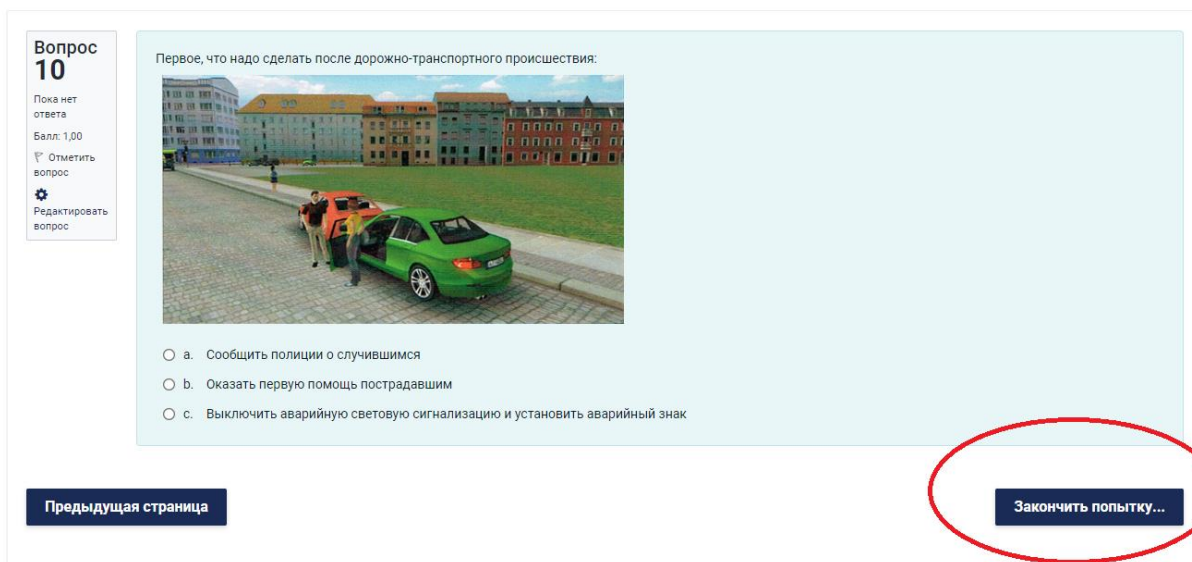 Вопрос
10
Пока нет
ответа
Балл: 1,00
Отметить
вопрос
Редактировать
вопрос
Первое, что надо сделать после дорожно-транспортного происшествия:
a. Сообщить полиции о случившимся
b. Оказать первую помощь пострадавшим
c. Выключить аварийную световую сигнализацию и установить аварийный знак
Предыдущая страница
Закончить попытку...